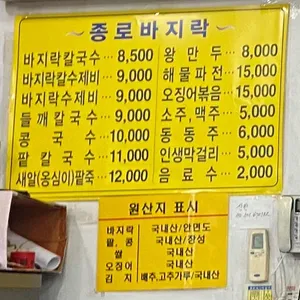 ~종로바지락~
바지락칼국수··· 8,500
바지락칼수제비··· 9,000
바지락수제비··· 9,000
들깨칼국수··· 9,000
콩국수··· 10,000
팥칼국수··· 11,000
새알(옹심이)팥죽··· 12,000
왕만두··· 8,000
해물파전··· 15,000
오징어볶음··· 15,000
소주,맥주··· 5,000
동동주··· 6,000
인생막걸리··· 5,000
음료수··· 2,000
원산지 표시
바지락 국내산/안면도
팥,콩 국내산/장성
쌀 국내산
오징어 국내산
김치 배추,고추가루/국내산